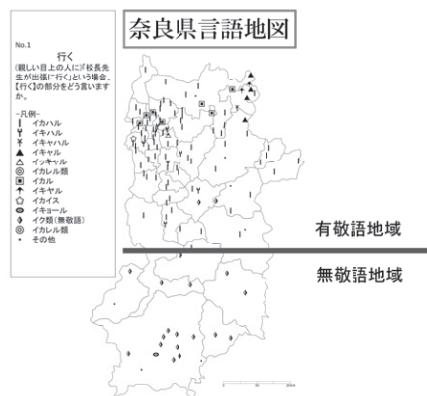 奈良県言語地図
No.1
行く
(親しい目上の人に)「校長先
生が出張に行く」という場合、
【行く】の部分をどう言います
か。
-凡例-
イカハル
イキハル
イキャハル
イキャル
イッキャル
イカレル類
イカル
イキヤル
イカイス
イキョール
イク類(無敬語)
イカレル類
その他
有敬語地域
無敬語地域